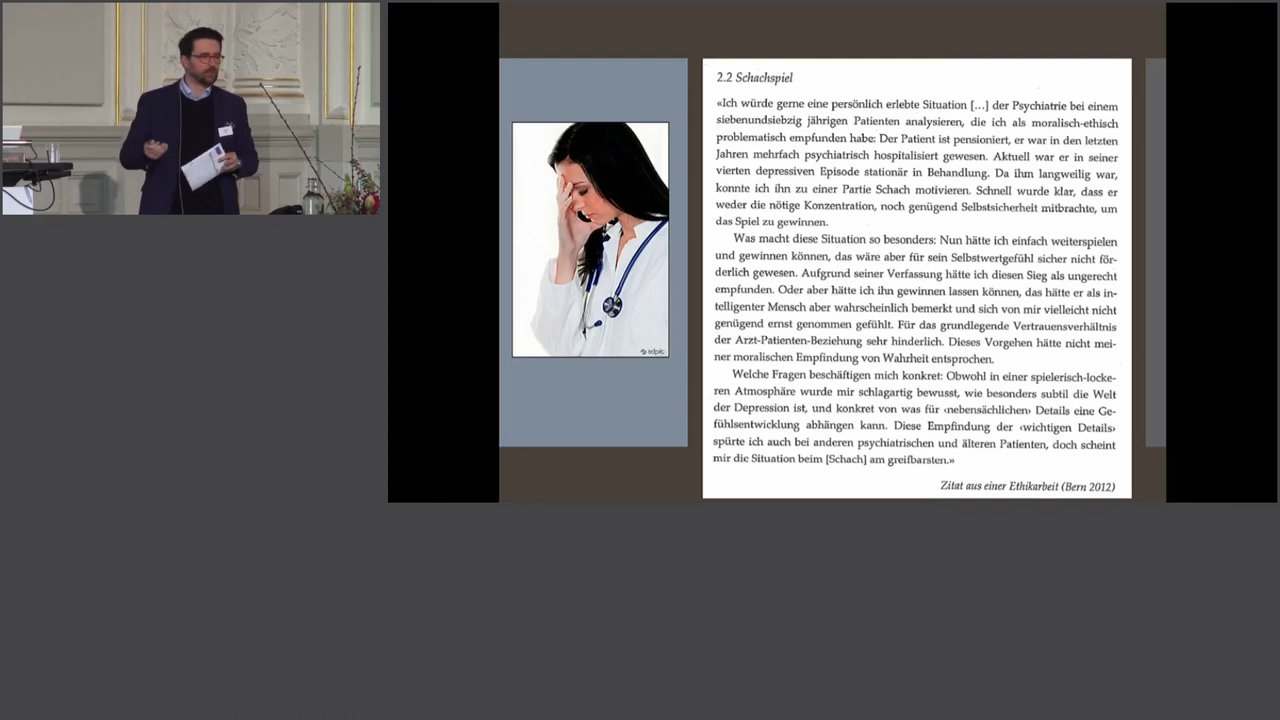 2.2 Schachspiel
«Ich würde gerne eine persönlich erlebte Situation [...] der Psychiatrie bei einem
siebenundsiebzig jährigen Patienten analysieren, die ich als moralisch-ethisch
problematisch empfunden habe: Der Patient ist pensioniert, er war in den letzten
Jahren mehrfach psychiatrisch hospitalisiert gewesen. Aktuell war er in seiner
vierten depressiven Episode stationär in Behandlung. Da ihm langweilig war,
konnte ich ihn zu einer Partie Schach motivieren. Schnell wurde klar, dass er
weder die nötige Konzentration, noch genügend Selbstsicherheit mitbrachte, um
das Spiel zu gewinnen.
Was macht diese Situation so besonders: Nun hätte ich einfach weiterspielen
und gewinnen können, das wäre aber für sein Selbstwertgefühl sicher nicht för-
derlich gewesen. Aufgrund seiner Verfassung hätte ich diesen Sieg als ungerecht
empfunden. Oder aber hätte ich ihn gewinnen lassen können, das hätte er als in-
telligenter Mensch aber wahrscheinlich bemerkt und sich von mir vielleicht nicht
genügend ernst genommen gefühlt. Für das grundlegende Vertrauensverhältnis
der Arzt-Patienten-Beziehung sehr hinderlich. Dieses Vorgehen hätte nicht mei-
ner moralischen Empfindung von Wahrheit entsprochen.
Welche Fragen beschäftigen mich konkret: Obwohl in einer spielerisch-locke-
ren Atmosphäre wurde mir schlagartig bewusst, wie besonders subtil die Welt
der Depression ist, und konkret von was für ‹nebensächlichen› Details eine Ge-
fühlsentwicklung abhängen kann. Diese Empfindung der ‹wichtigen Details›
spürte ich auch bei anderen psychiatrischen und älteren Patienten, doch scheint
mir die Situation beim [Schach] am greifbarsten.»
Zitat aus einer Ethikarbeit (Bern 2012)